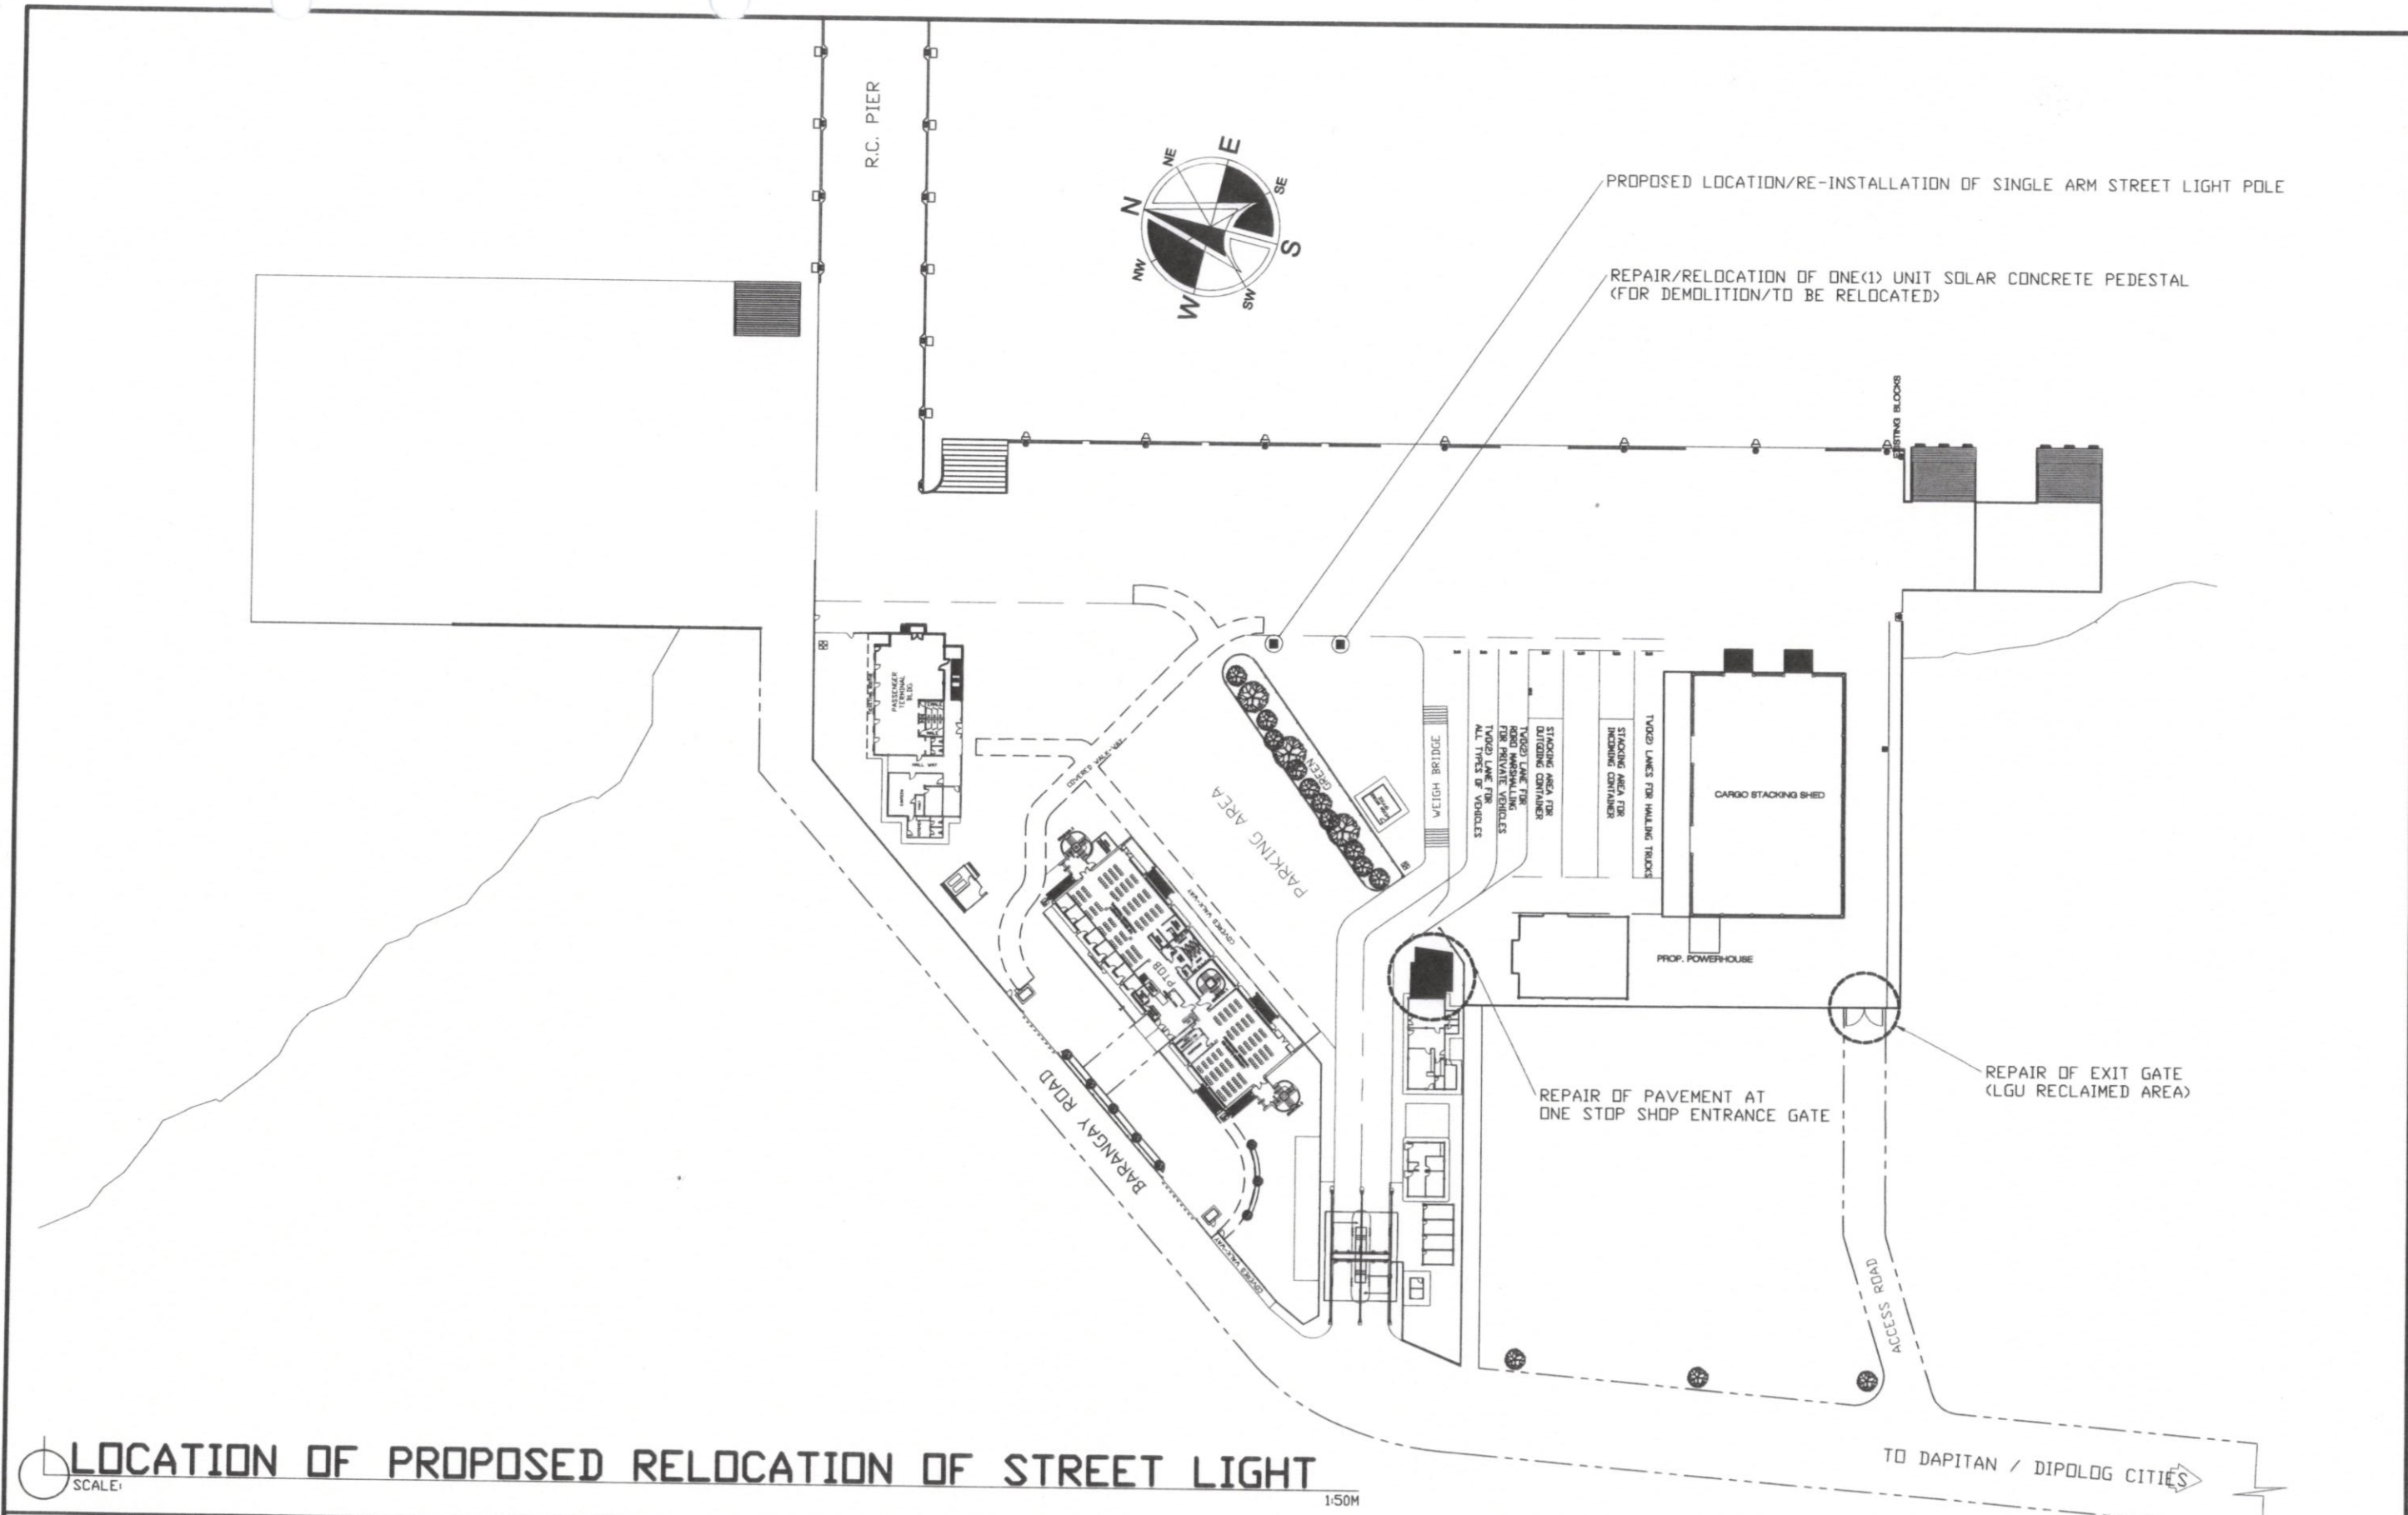 R.C. PIER
N
NE
E
SE
S
SW
W
NW
PROPOSED LOCATION/RE-INSTALLATION OF SINGLE ARM STREET LIGHT POLE
REPAIR/RELOCATION OF ONE(1) UNIT SOLAR CONCRETE PEDESTAL
(FOR DEMOLITION/TO BE RELOCATED)
EXISTING BLOCKS
PASSENGER
TERMINAL
BLDG.
HALL WAY
COVERED WALK-WAY
PARKING AREA
GREEN
WEIGH BRIDGE
TWO(2) LANE FOR
ALL TYPES OF VEHICLES
TWO(2) LANE FOR
RORO MARSHALLING
FOR PRIVATE VEHICLES
STACKING AREA FOR
OUTGOING CONTAINER
STACKING AREA FOR
INCOMING CONTAINER
TWO(2) LANES FOR HAULING TRUCKS
CARGO STACKING SHED
COVERED WALK-WAY
PTOB
PROP. POWERHOUSE
BARANGAY ROAD
REPAIR OF PAVEMENT AT
ONE STOP SHOP ENTRANCE GATE
REPAIR OF EXIT GATE
(LGU RECLAIMED AREA)
COVERED WALK-WAY
ACCESS ROAD
TO DAPITAN / DIPOLOG CITIES
LOCATION OF PROPOSED RELOCATION OF STREET LIGHT
SCALE:
1:50M